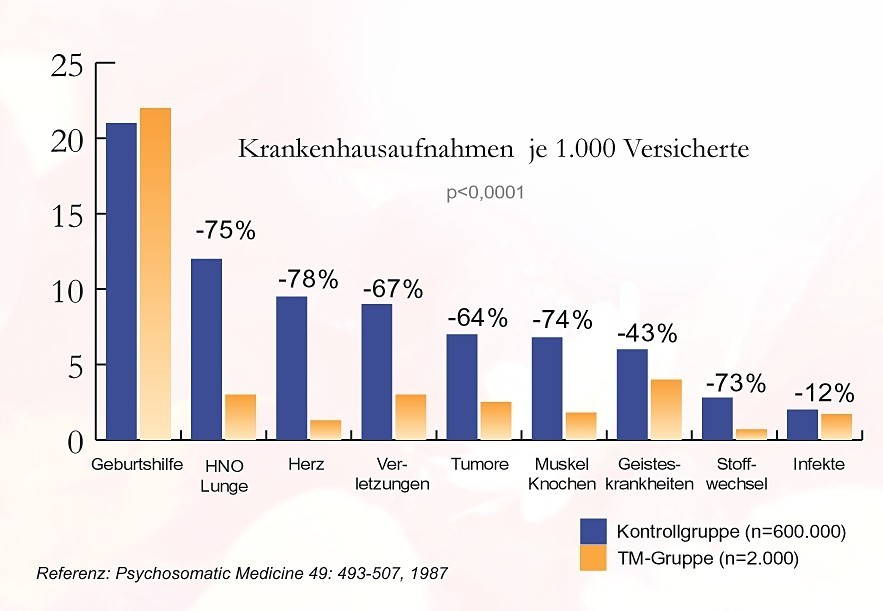 25
20
15
10
5
0
Krankenhausaufnahmen je 1.000 Versicherte
p<0,0001
-75%
-78%
-67%
-64%
-74%
-43%
-73%
-12%
Geburtshilfe
HNO
Lunge
Herz
Ver-
letzungen
Tumore
Muskel
Knochen
Geistes-
krankheiten
Stoff-
wechsel
Infekte
Kontrollgruppe (n=600.000)
TM-Gruppe (n=2.000)
Referenz: Psychosomatic Medicine 49: 493-507, 1987